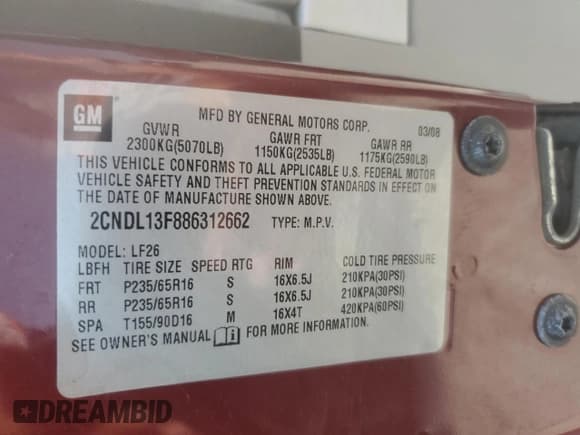 GM
MFD BY GENERAL MOTORS CORP. 03/08
GVWR GAWR FRT GAWR RR
2300KG(5070LB) 1150KG(2535LB) 1175KG(2590LB)
THIS VEHICLE CONFORMS TO ALL APPLICABLE U.S. FEDERAL MOTOR
VEHICLE SAFETY AND THEFT PREVENTION STANDARDS IN EFFECT ON
THE DATE OF MANUFACTURE SHOWN ABOVE.
2CNDL13F886312662 TYPE: M.P.V.
MODEL: LF26
LBFH TIRE SIZE SPEED RTG RIM COLD TIRE PRESSURE
FRT P235/65R16 S 16X6.5J 210KPA(30PSI)
RR P235/65R16 S 16X6.5J 210KPA(30PSI)
SPA T155/90D16 M 16X4T 420KPA(60PSI)
SEE OWNER'S MANUAL FOR MORE INFORMATION.
DREAMBID